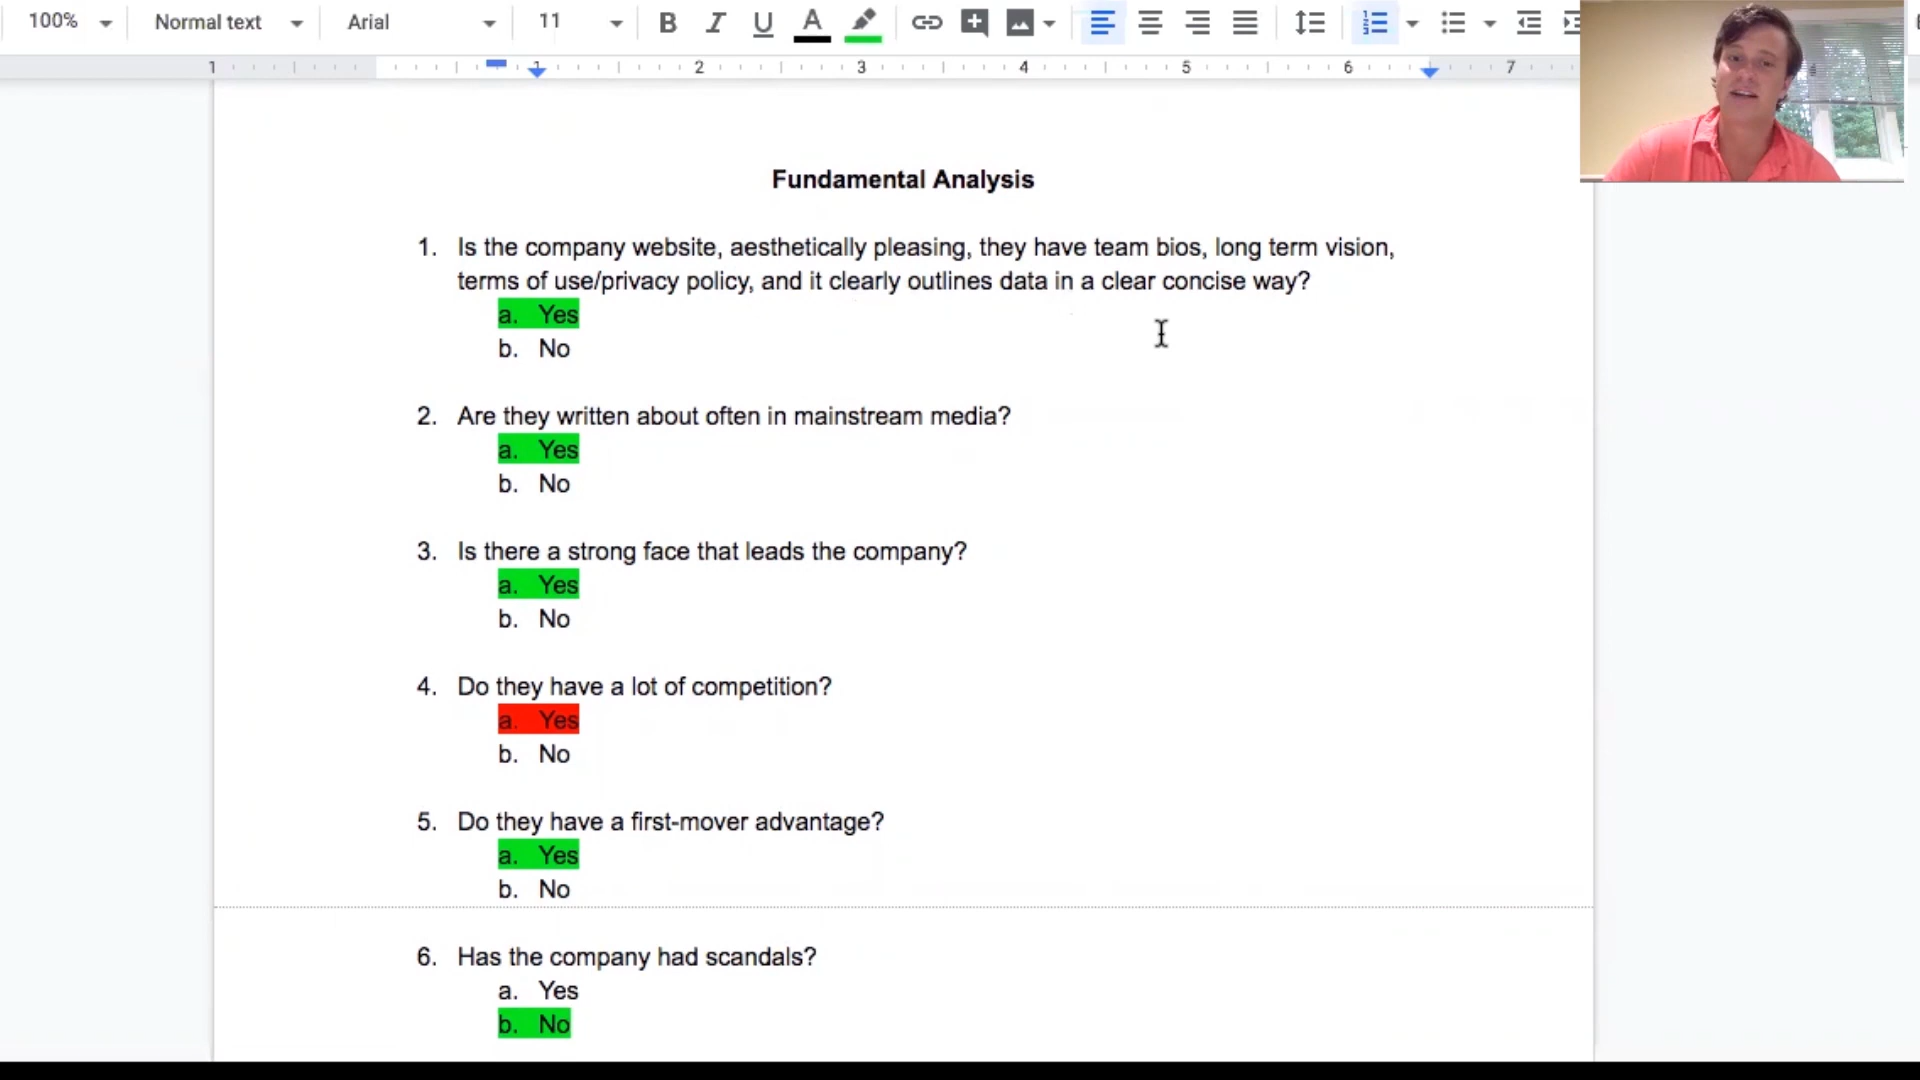 100% Normal text Arial 11 B I U A
1 1 2 3 4 5 6 7
Fundamental Analysis
1. Is the company website, aesthetically pleasing, they have team bios, long term vision,
terms of use/privacy policy, and it clearly outlines data in a clear concise way?
a. Yes
b. No
2. Are they written about often in mainstream media?
a. Yes
b. No
3. Is there a strong face that leads the company?
a. Yes
b. No
4. Do they have a lot of competition?
a. Yes
b. No
5. Do they have a first-mover advantage?
a. Yes
b. No
6. Has the company had scandals?
a. Yes
b. No